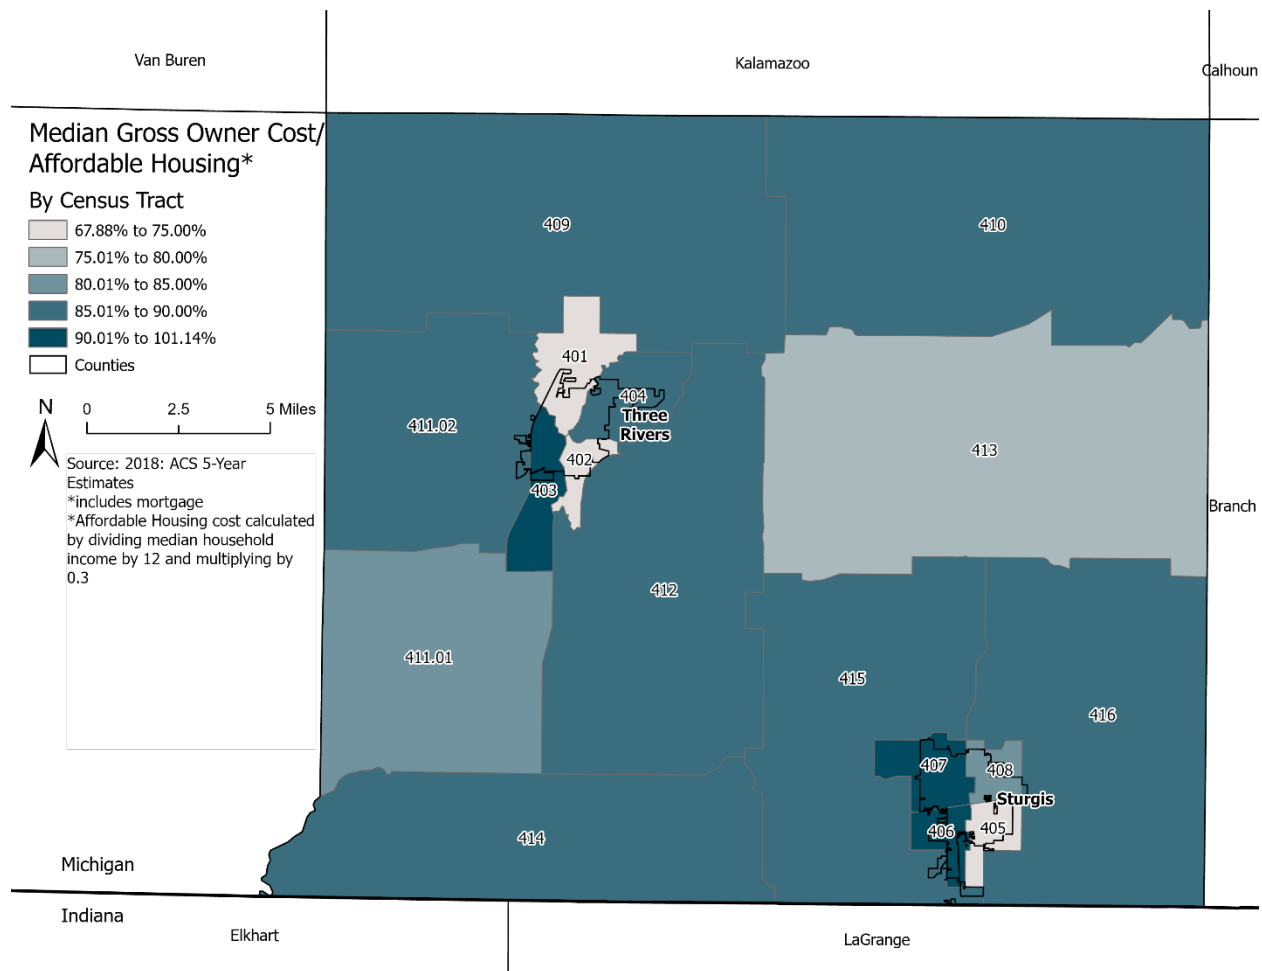 Van Buren
Kalamazoo
Calhoun
Median Gross Owner Cost/
Affordable Housing*
By Census Tract
67.88% to 75.00%
75.01% to 80.00%
80.01% to 85.00%
85.01% to 90.00%
90.01% to 101.14%
Counties
N
0 2.5 5 Miles
Source: 2018: ACS 5-Year
Estimates
*includes mortgage
*Affordable Housing cost calculated
by dividing median household
income by 12 and multiplying by
0.3
409
410
401
404
Three
Rivers
411.02
402
413
403
Branch
412
411.01
415
416
407
408
Sturgis
406
405
414
Michigan
Indiana
Elkhart
LaGrange